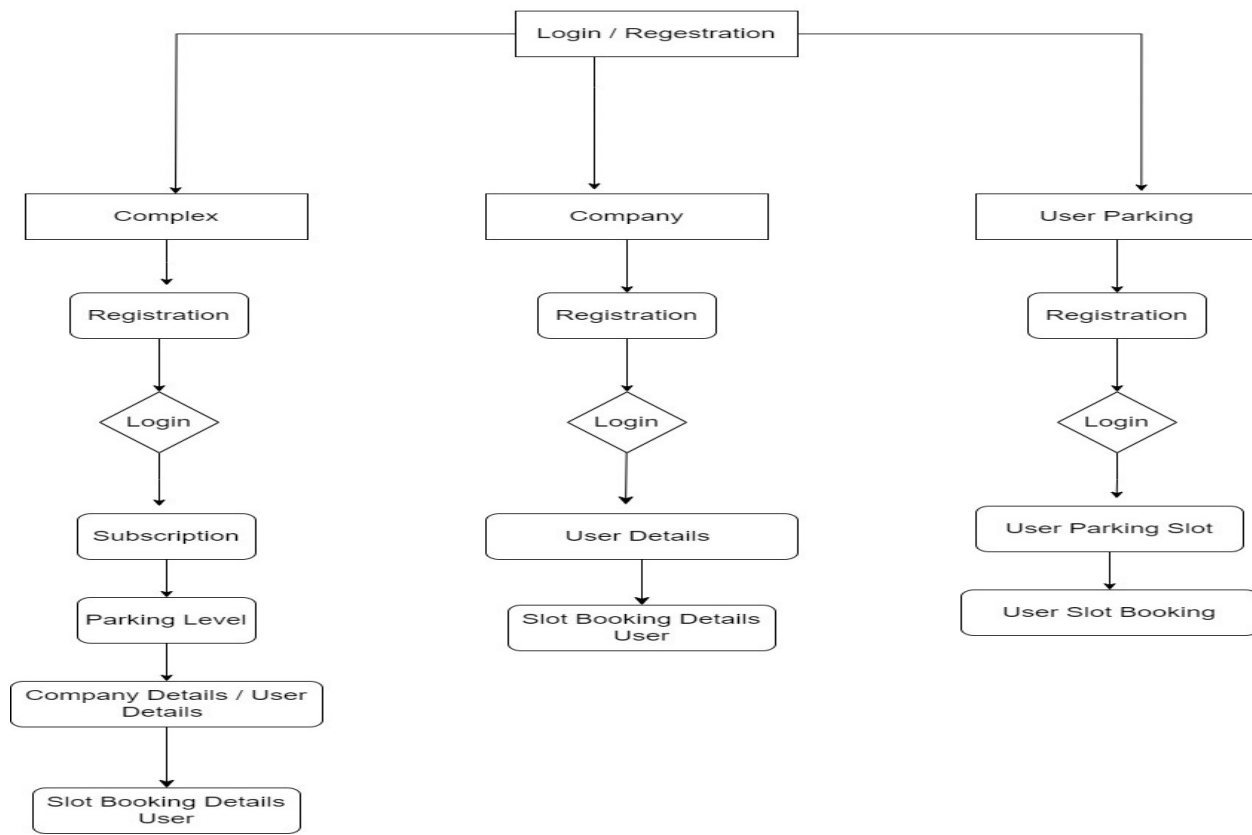 Login / Regestration
Complex
Company
User Parking
Registration
Registration
Registration
Login
Login
Login
Subscription
User Details
User Parking Slot
Parking Level
Slot Booking Details
User
User Slot Booking
Company Details / User
Details
Slot Booking Details
User